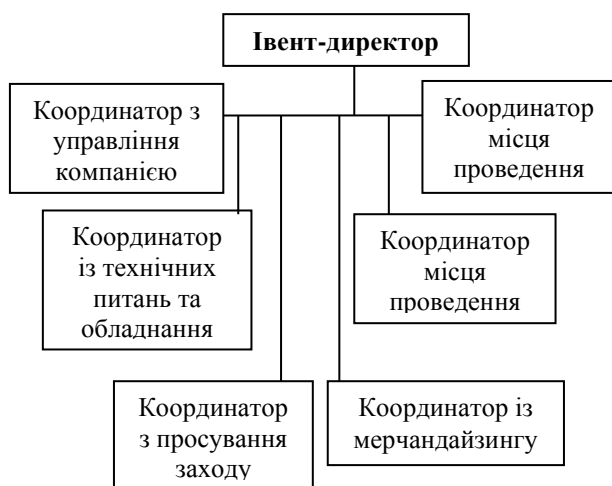 Івент-директор
Координатор з
управління
компанією
Координатор
місця
проведення
Координатор
із технічних
питань та
обладнання
Координатор
місця
проведення
Координатор
з просування
заходу
Координатор із
мерчандайзингу